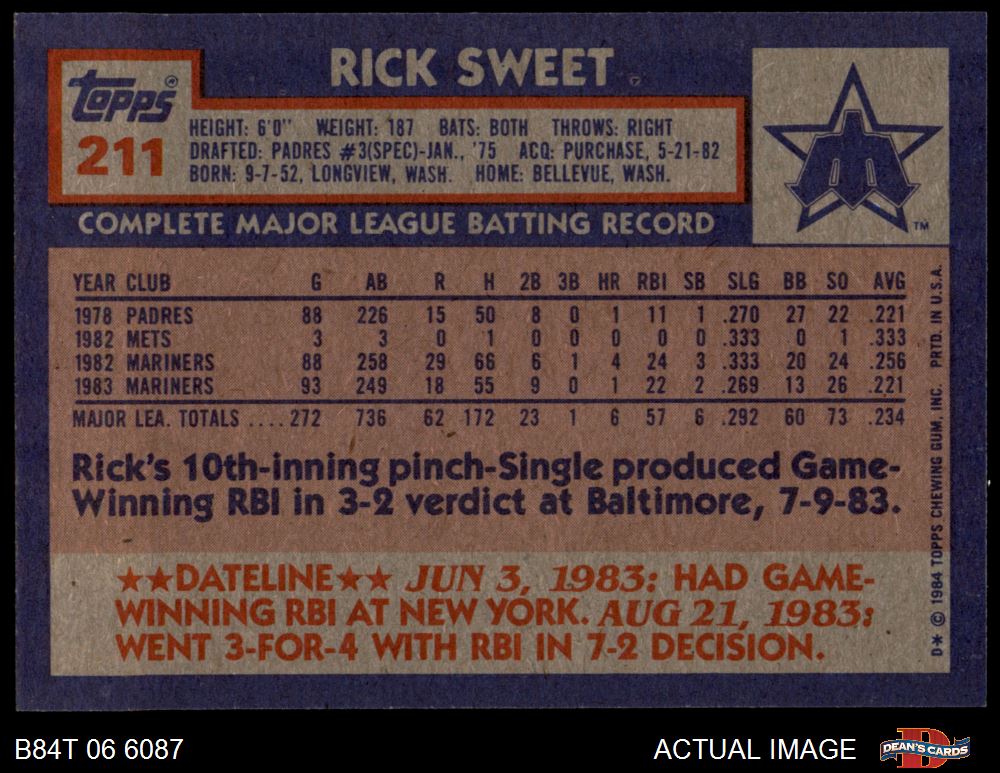 RICK SWEET
Topps ®
211
HEIGHT: 6'0" WEIGHT: 187 BATS: BOTH THROWS: RIGHT
DRAFTED: PADRES #3(SPEC)-JAN., '75 ACQ: PURCHASE, 5-21-82
BORN: 9-7-52, LONGVIEW, WASH. HOME: BELLEVUE, WASH.
TM
COMPLETE MAJOR LEAGUE BATTING RECORD
YEAR CLUB G AB R H 2B 3B HR RBI SB SLG BB SO AVG
1978 PADRES 88 226 15 50 8 0 1 11 1 .270 27 22 .221
1982 METS 3 3 0 1 0 0 0 0 0 .333 0 1 .333
1982 MARINERS 88 258 29 66 6 1 4 24 3 .333 20 24 .256
1983 MARINERS 93 249 18 55 9 0 1 22 2 .269 13 26 .221
MAJOR LEA. TOTALS .... 272 736 62 172 23 1 6 57 6 .292 60 73 .234
Rick's 10th-inning pinch-Single produced Game-
Winning RBI in 3-2 verdict at Baltimore, 7-9-83.
★★DATELINE★★ JUN 3, 1983: HAD GAME-
WINNING RBI AT NEW YORK. AUG 21, 1983:
WENT 3-FOR-4 WITH RBI IN 7-2 DECISION.
D* © 1984 TOPPS CHEWING GUM, INC. PRTD. IN U.S.A.
B84T 06 6087
ACTUAL IMAGE
DEAN'S CARDS